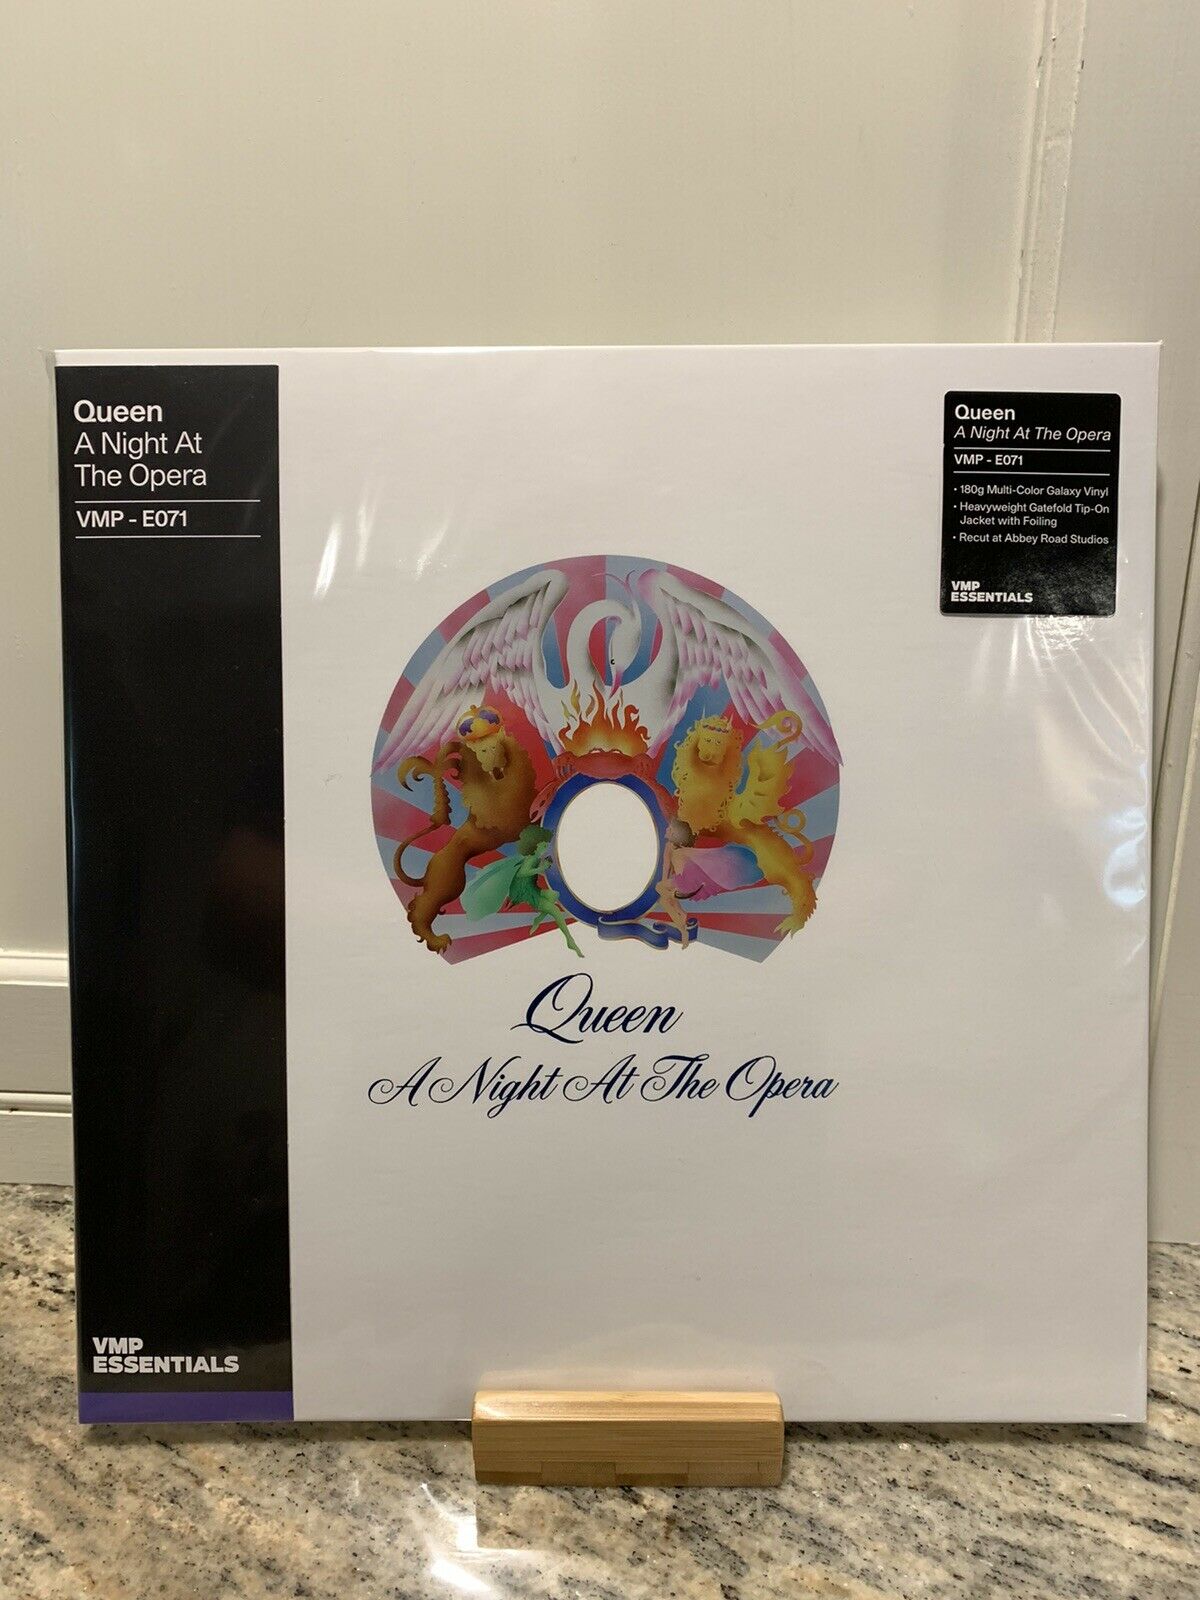 Queen
A Night At
The Opera
VMP - E071
VMP
ESSENTIALS
Queen
A Night At The Opera
VMP - E071
• 180g Multi-Color Galaxy Vinyl
• Heavyweight Gatefold Tip-On
Jacket with Foiling
• Recut at Abbey Road Studios
VMP
ESSENTIALS
Queen
A Night At The Opera